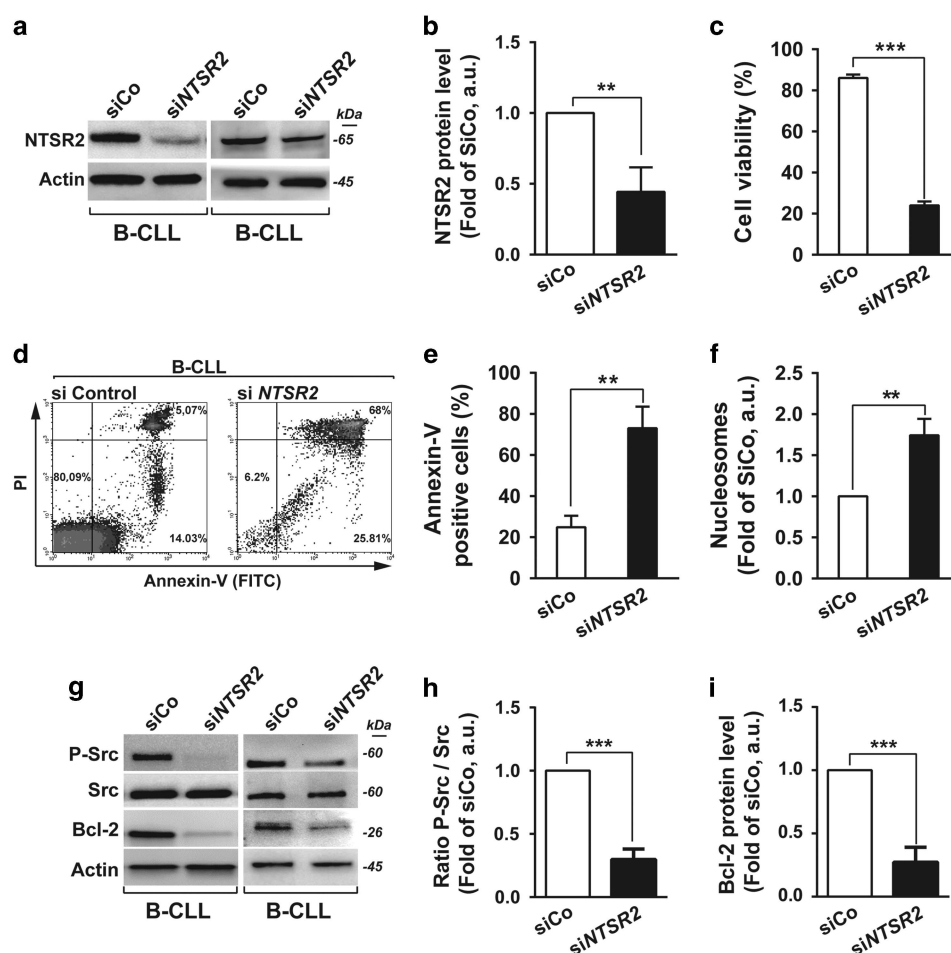 a
siCo
siNTSR2
siCo
siNTSR2
kDa
NTSR2
-65
Actin
-45
B-CLL
B-CLL
b
NTSR2 protein level
(Fold of SiCo, a.u.)
1.5
1.0
0.5
0.0
**
siCo
siNTSR2
c
Cell viability (%)
100
80
60
40
20
0
***
siCo
siNTSR2
d
B-CLL
si Control
si NTSR2
5,07%
68%
80,09%
6.2%
14.03%
25.81%
PI
Annexin-V (FITC)
e
Annexin-V
positive cells (%)
100
80
60
40
20
0
**
siCo
siNTSR2
f
Nucleosomes
(Fold of SiCo, a.u.)
2.5
2.0
1.5
1.0
0.5
0.0
**
siCo
siNTSR2
g
siCo
siNTSR2
siCo
siNTSR2
kDa
P-Src
-60
Src
-60
Bcl-2
-26
Actin
-45
B-CLL
B-CLL
h
Ratio P-Src / Src
(Fold of siCo, a.u.)
1.5
1.0
0.5
0.0
***
siCo
siNTSR2
i
Bcl-2 protein level
(Fold of siCo, a.u.)
1.5
1.0
0.5
0.0
***
siCo
siNTSR2